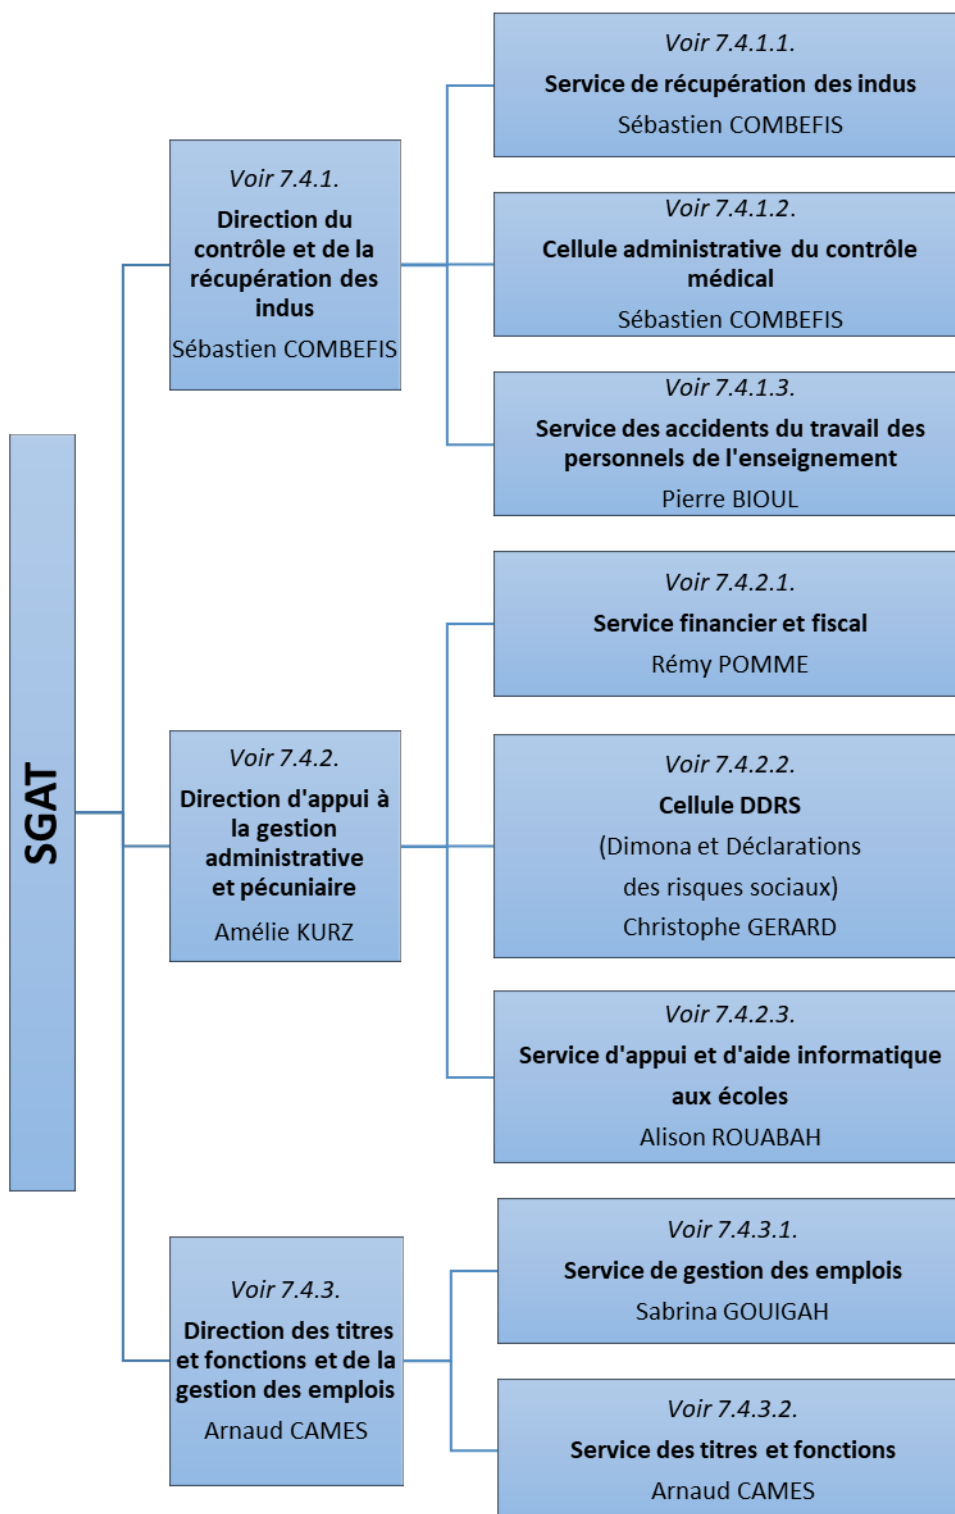 SGAT
Voir 7.4.1.
Direction du
contrôle et de la
récupération des
indus
Sébastien COMBEFIS
Voir 7.4.1.1.
Service de récupération des indus
Sébastien COMBEFIS
Voir 7.4.1.2.
Cellule administrative du contrôle
médical
Sébastien COMBEFIS
Voir 7.4.1.3.
Service des accidents du travail des
personnels de l'enseignement
Pierre BIOUL
Voir 7.4.2.
Direction d'appui à
la gestion
administrative
et pécuniaire
Amélie KURZ
Voir 7.4.2.1.
Service financier et fiscal
Rémy POMME
Voir 7.4.2.2.
Cellule DDRS
(Dimona et Déclarations
des risques sociaux)
Christophe GERARD
Voir 7.4.2.3.
Service d'appui et d'aide informatique
aux écoles
Alison ROUABAH
Voir 7.4.3.
Direction des titres
et fonctions et de la
gestion des emplois
Arnaud CAMES
Voir 7.4.3.1.
Service de gestion des emplois
Sabrina GOUIGAH
Voir 7.4.3.2.
Service des titres et fonctions
Arnaud CAMES